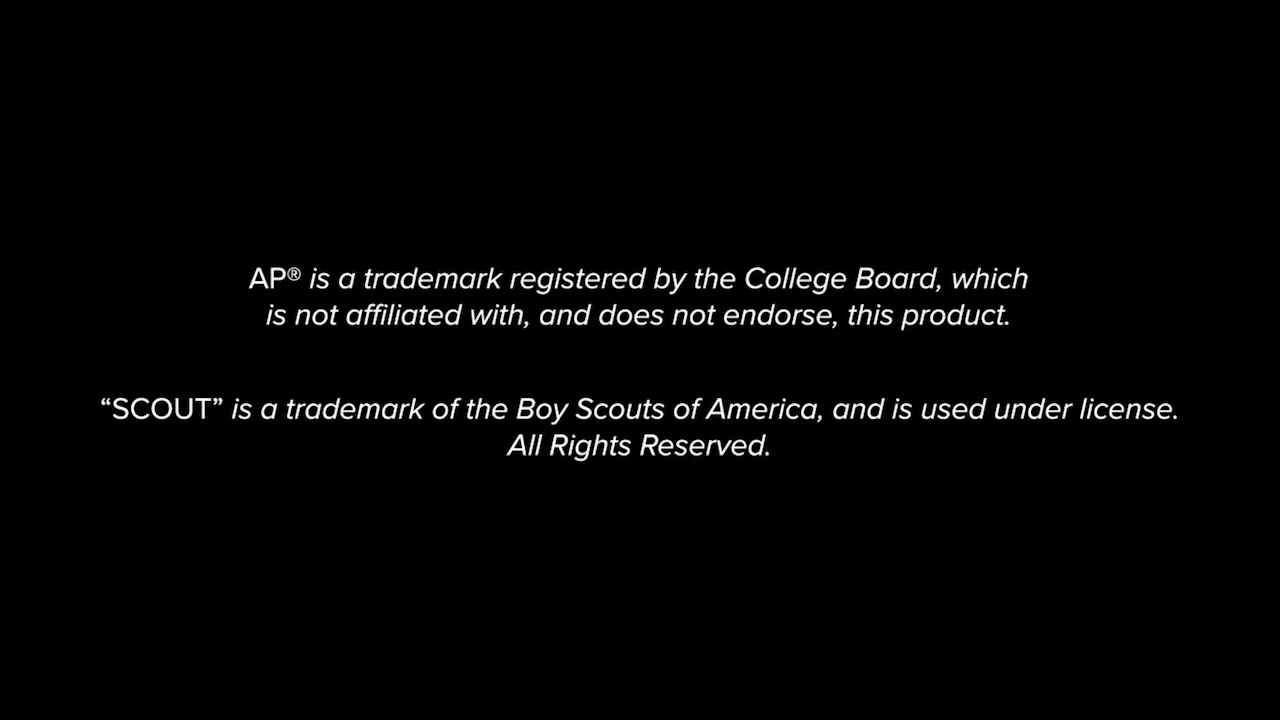 AP® is a trademark registered by the College Board, which
is not affiliated with, and does not endorse, this product.
“SCOUT” is a trademark of the Boy Scouts of America, and is used under license.
All Rights Reserved.